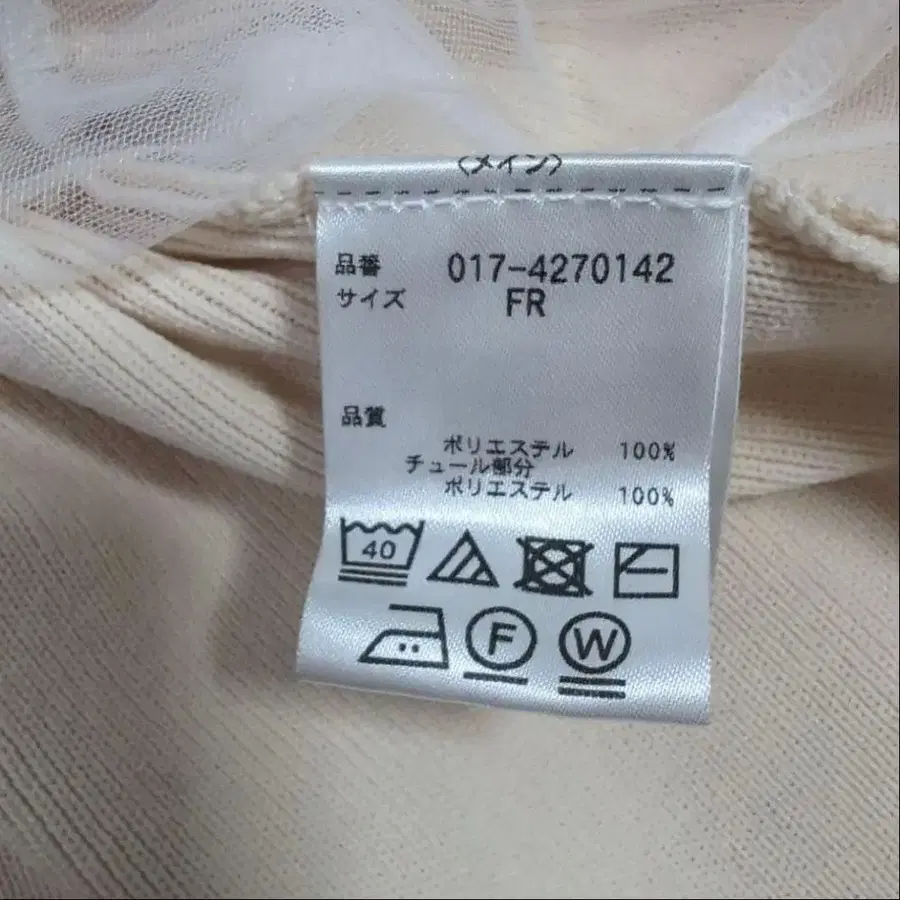 〈メイン〉
品番 017-4270142
サイズ FR
品質
ポリエステル 100%
チュール部分
ポリエステル 100%
40
F W